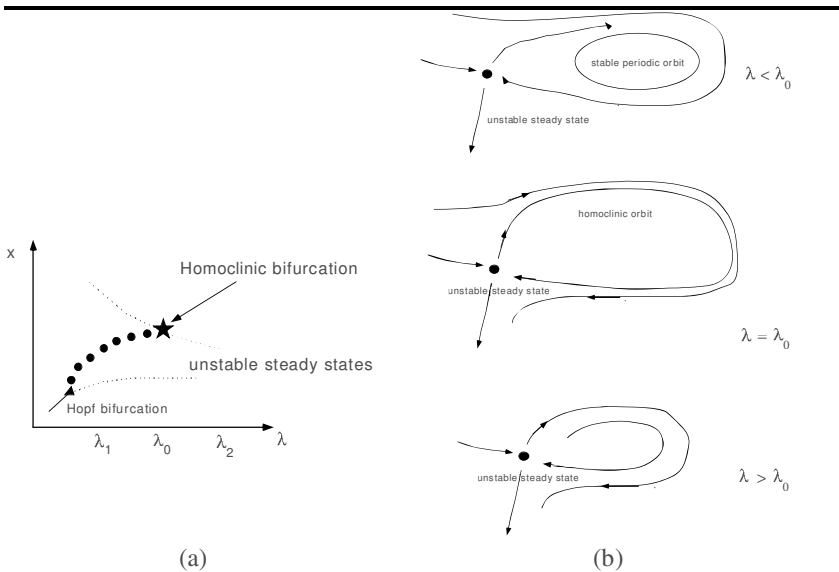 x
Homoclinic bifurcation
unstable steady states
Hopf bifurcation
λ1 λ0 λ2 λ
(a)
stable periodic orbit
λ < λ0
unstable steady state
homoclinic orbit
unstable steady state
λ = λ0
unstable steady state
λ > λ0
(b)